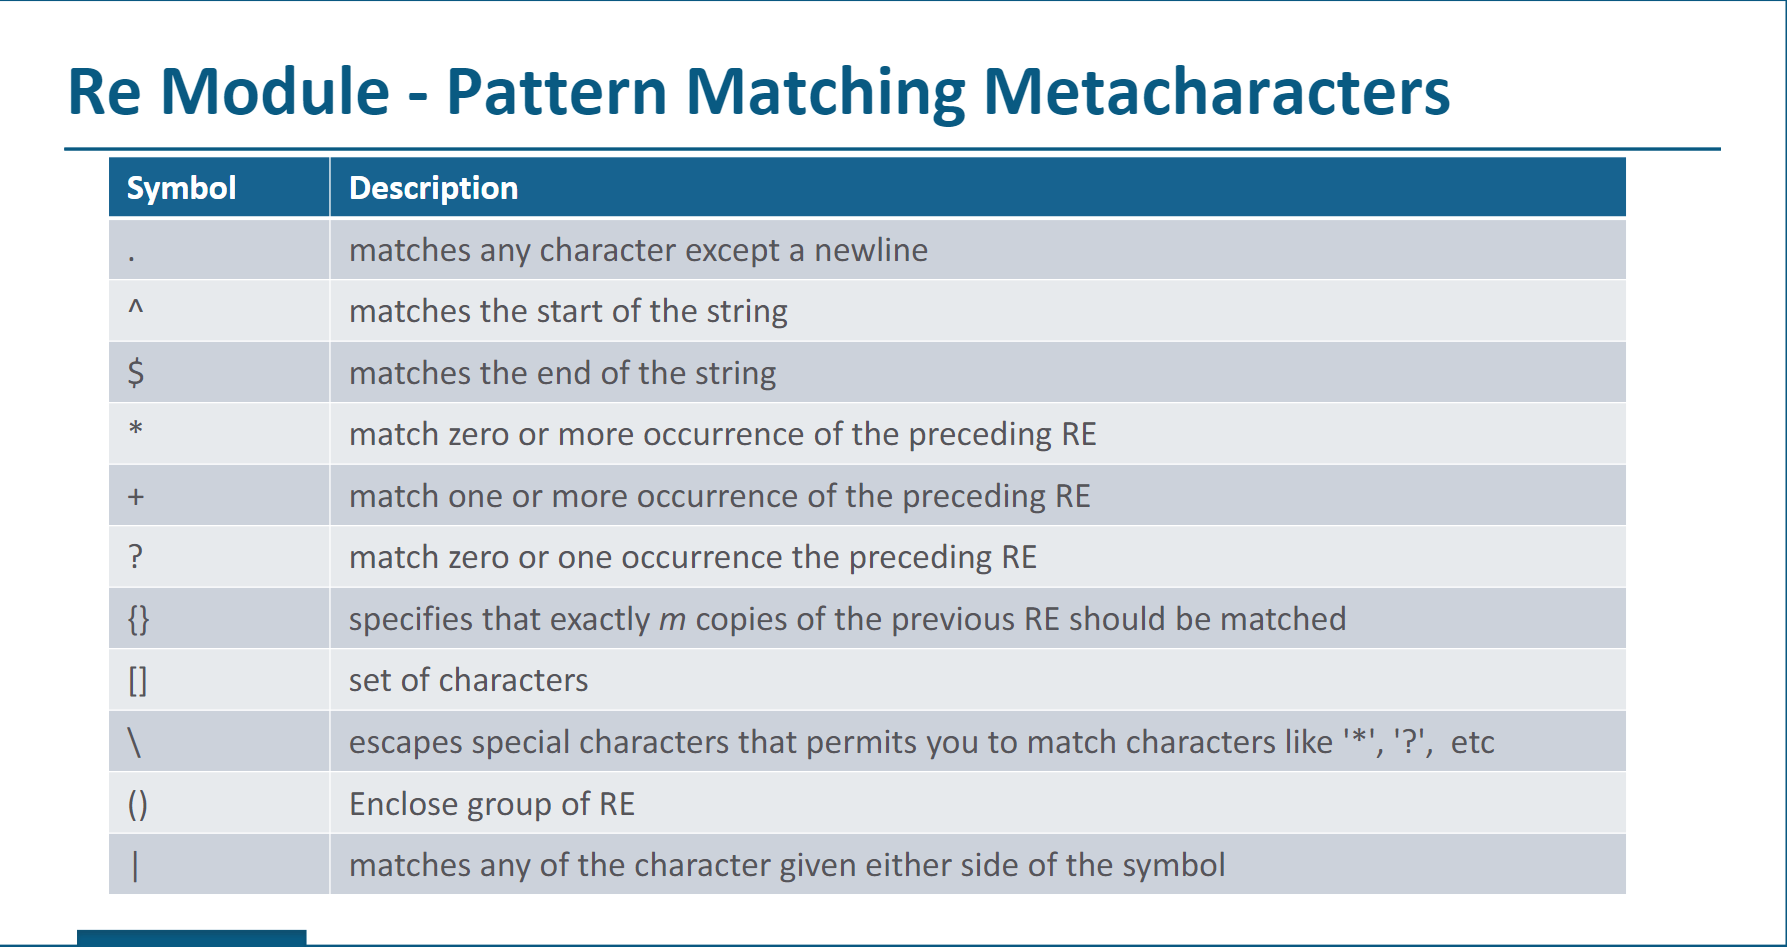 Re Module - Pattern Matching Metacharacters
Symbol Description
. matches any character except a newline
^ matches the start of the string
$ matches the end of the string
* match zero or more occurrence of the preceding RE
+ match one or more occurrence of the preceding RE
? match zero or one occurrence the preceding RE
{} specifies that exactly m copies of the previous RE should be matched
[] set of characters
\ escapes special characters that permits you to match characters like '*', '?',  etc
() Enclose group of RE
| matches any of the character given either side of the symbol